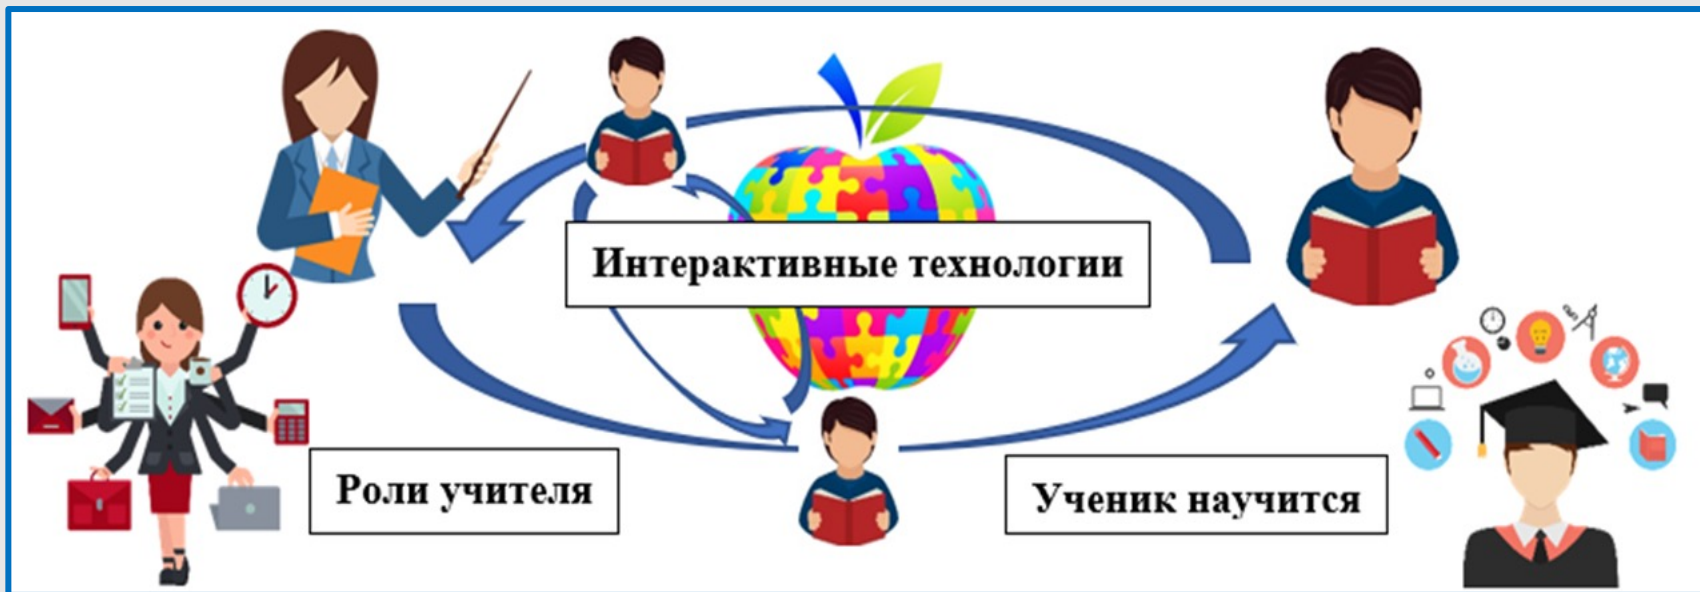 Интерактивные технологии
Роли учителя
Ученик научится